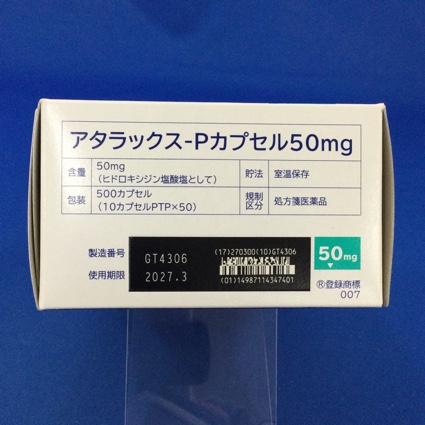 アタラックス-Pカプセル50mg
含量 50mg 貯法 室温保存
(ヒドロキシジン塩酸塩として)
包装 500カプセル 規制区分 処方箋医薬品
(10カプセルPTP×50)
製造番号 GT4306
使用期限 2027.3
(17)270300(10)GT4306
(01)14987114347401
50mg
®登録商標
007